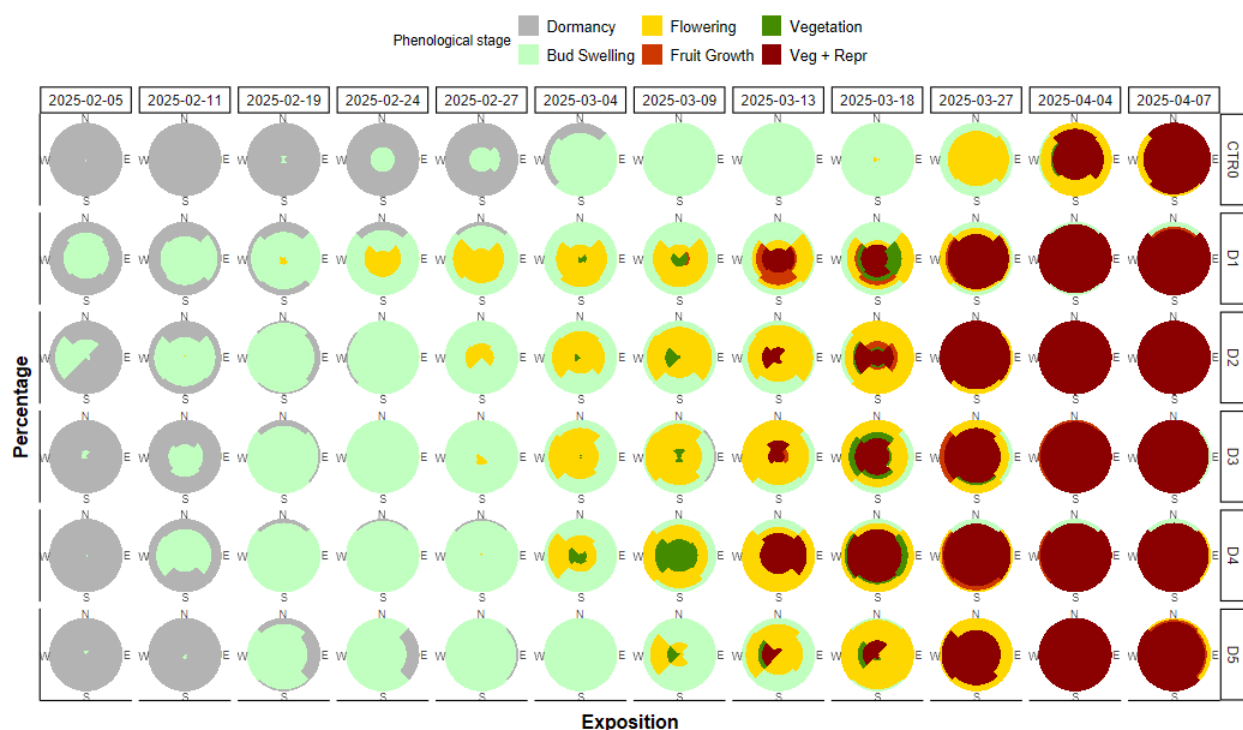 Phenological stage
Dormancy Flowering Vegetation
Bud Swelling Fruit Growth Veg + Repr
2025-02-05 2025-02-11 2025-02-19 2025-02-24 2025-02-27 2025-03-04 2025-03-09 2025-03-13 2025-03-18 2025-03-27 2025-04-04 2025-04-07
N N N N N N N N N N N N
W E W E W E W E W E W E W E W E W E W E W E W E CTR0
S S S S S S S S S S S S
N N N N N N N N N N N N
W E W E W E W E W E W E W E W E W E W E W E W E D1
S S S S S S S S S S S S
N N N N N N N N N N N N
W E W E W E W E W E W E W E W E W E W E W E W E D2
S S S S S S S S S S S S
Percentage
N N N N N N N N N N N N
W E W E W E W E W E W E W E W E W E W E W E W E D3
S S S S S S S S S S S S
N N N N N N N N N N N N
W E W E W E W E W E W E W E W E W E W E W E W E D4
S S S S S S S S S S S S
N N N N N N N N N N N N
W E W E W E W E W E W E W E W E W E W E W E W E D5
S S S S S S S S S S S S
Exposition